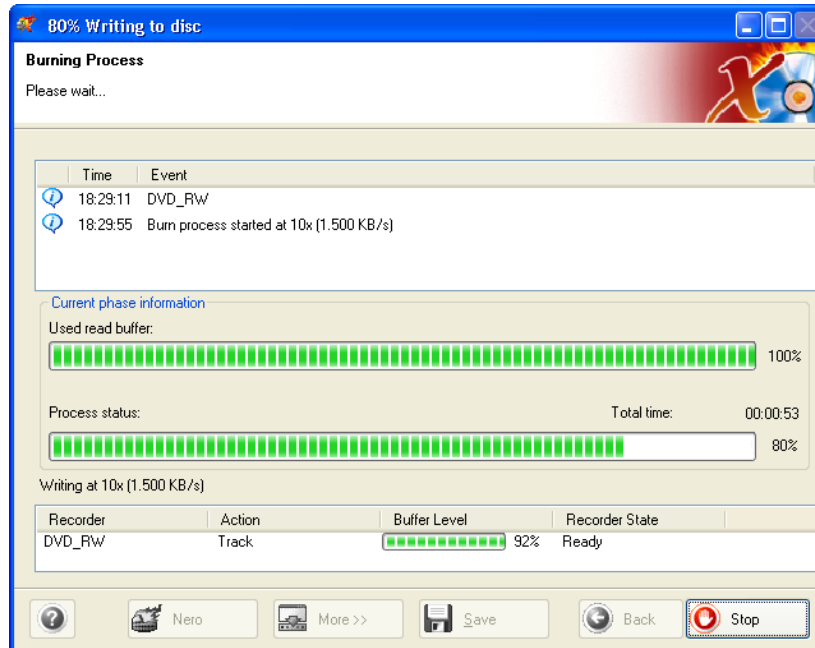 80% Writing to disc
Burning Process
Please wait...
Time Event
18:29:11 DVD_RW
18:29:55 Burn process started at 10x (1.500 KB/s)
Current phase information
Used read buffer:
100%
Process status: Total time: 00:00:53
80%
Writing at 10x (1.500 KB/s)
Recorder Action Buffer Level Recorder State
DVD_RW Track 92% Ready
Nero More >> Save Back Stop